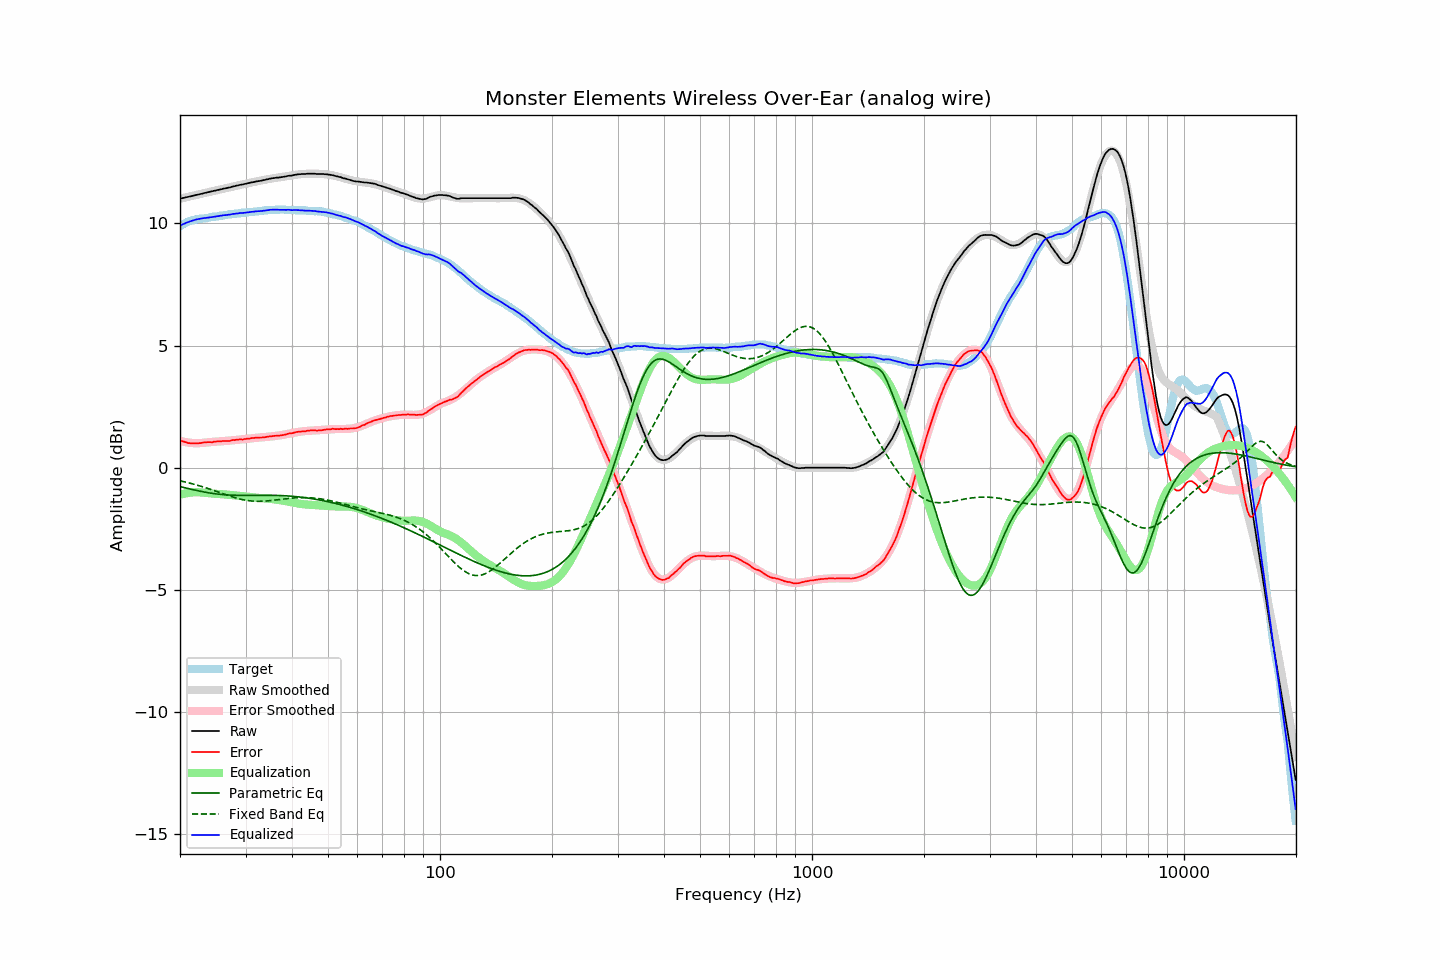 Monster Elements Wireless Over-Ear (analog wire)
10
5
0
−5
−10
−15
Amplitude (dBr)
Target
Raw Smoothed
Error Smoothed
Raw
Error
Equalization
Parametric Eq
Fixed Band Eq
Equalized
100
1000
10000
Frequency (Hz)